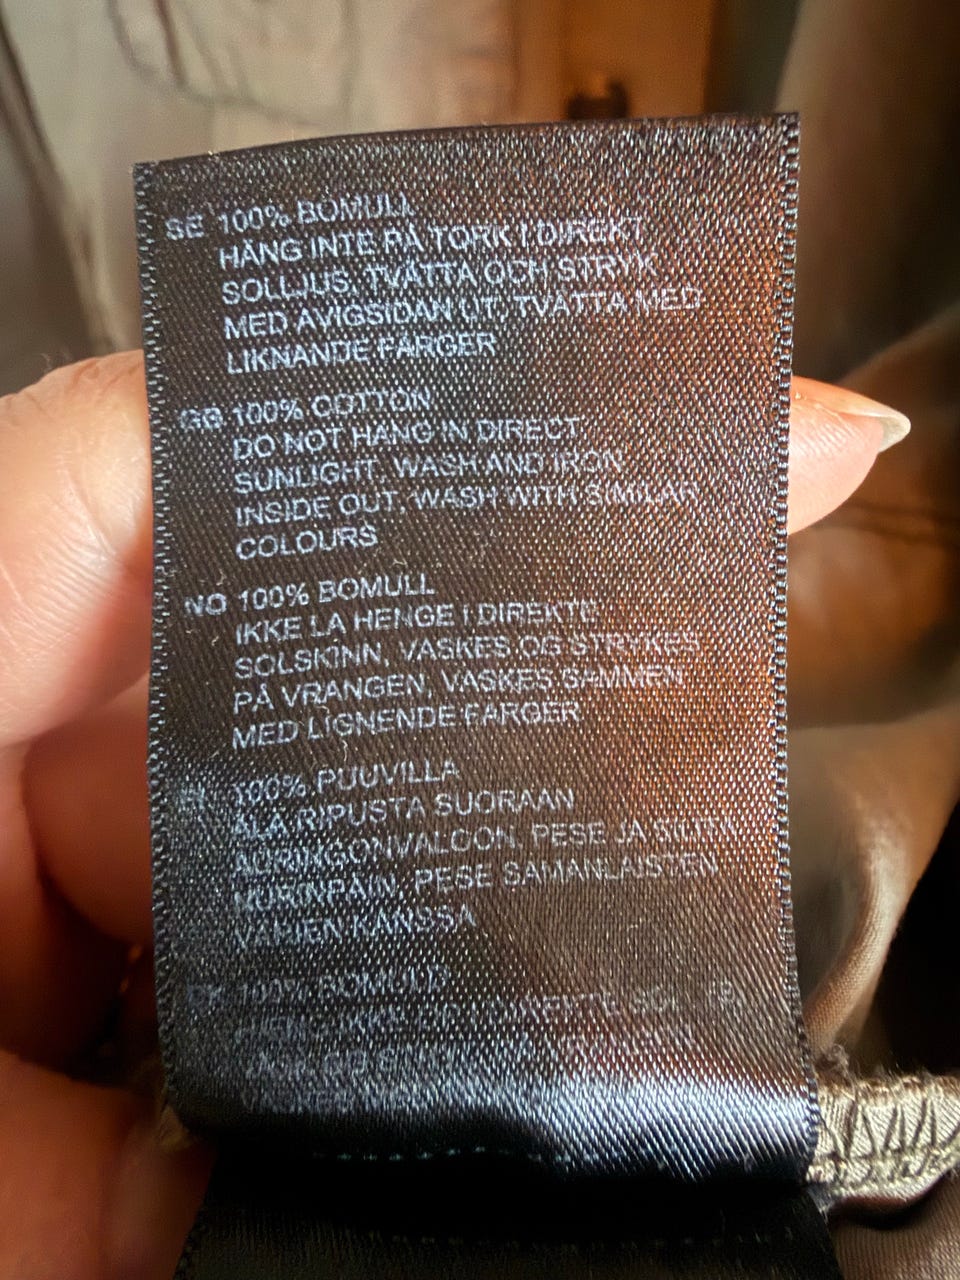 SE 100% BOMULL
HÄNG INTE PÅ TORK I DIREKT
SOLLJUS, TVÄTTA OCH STRYK
MED AVIGSIDAN UT, TVÄTTA MED
LIKNANDE FÄRGER
GB 100% COTTON
DO NOT HANG IN DIRECT
SUNLIGHT, WASH AND IRON
INSIDE OUT, WASH WITH SIMILAR
COLOURS
NO 100% BOMULL
IKKE LA HENGE I DIREKTE
SOLSKINN, VASKES OG STRYKES
PÅ VRANGEN, VASKES SAMMEN
MED LIGNENDE FARGER
100% PUUVILLA
ÄLÄ RIPUSTA SUORAAN
AURINGONVALOON, PESE JA SILITÄ
NURINPÄIN, PESE SAMANLAISTEN
VÄRIEN KANSSA
100% BOMULD